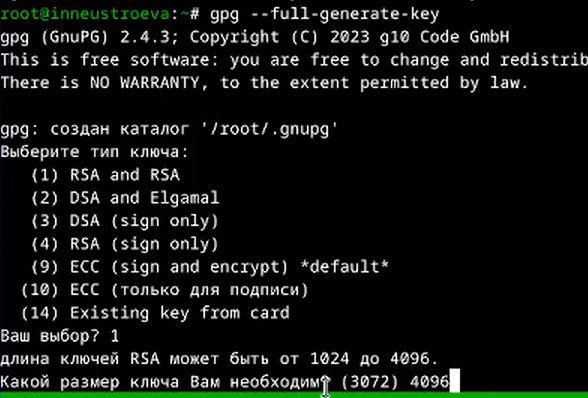 root@inneustroeva:~# gpg --full-generate-key
gpg (GnuPG) 2.4.3; Copyright (C) 2023 g10 Code GmbH
This is free software: you are free to change and redistrib
There is NO WARRANTY, to the extent permitted by law.
gpg: создан каталог '/root/.gnupg'
Выберите тип ключа:
(1) RSA and RSA
(2) DSA and Elgamal
(3) DSA (sign only)
(4) RSA (sign only)
(9) ECC (sign and encrypt) *default*
(10) ECC (только для подписи)
(14) Existing key from card
Ваш выбор? 1
длина ключей RSA может быть от 1024 до 4096.
Какой размер ключа Вам необходим? (3072) 4096